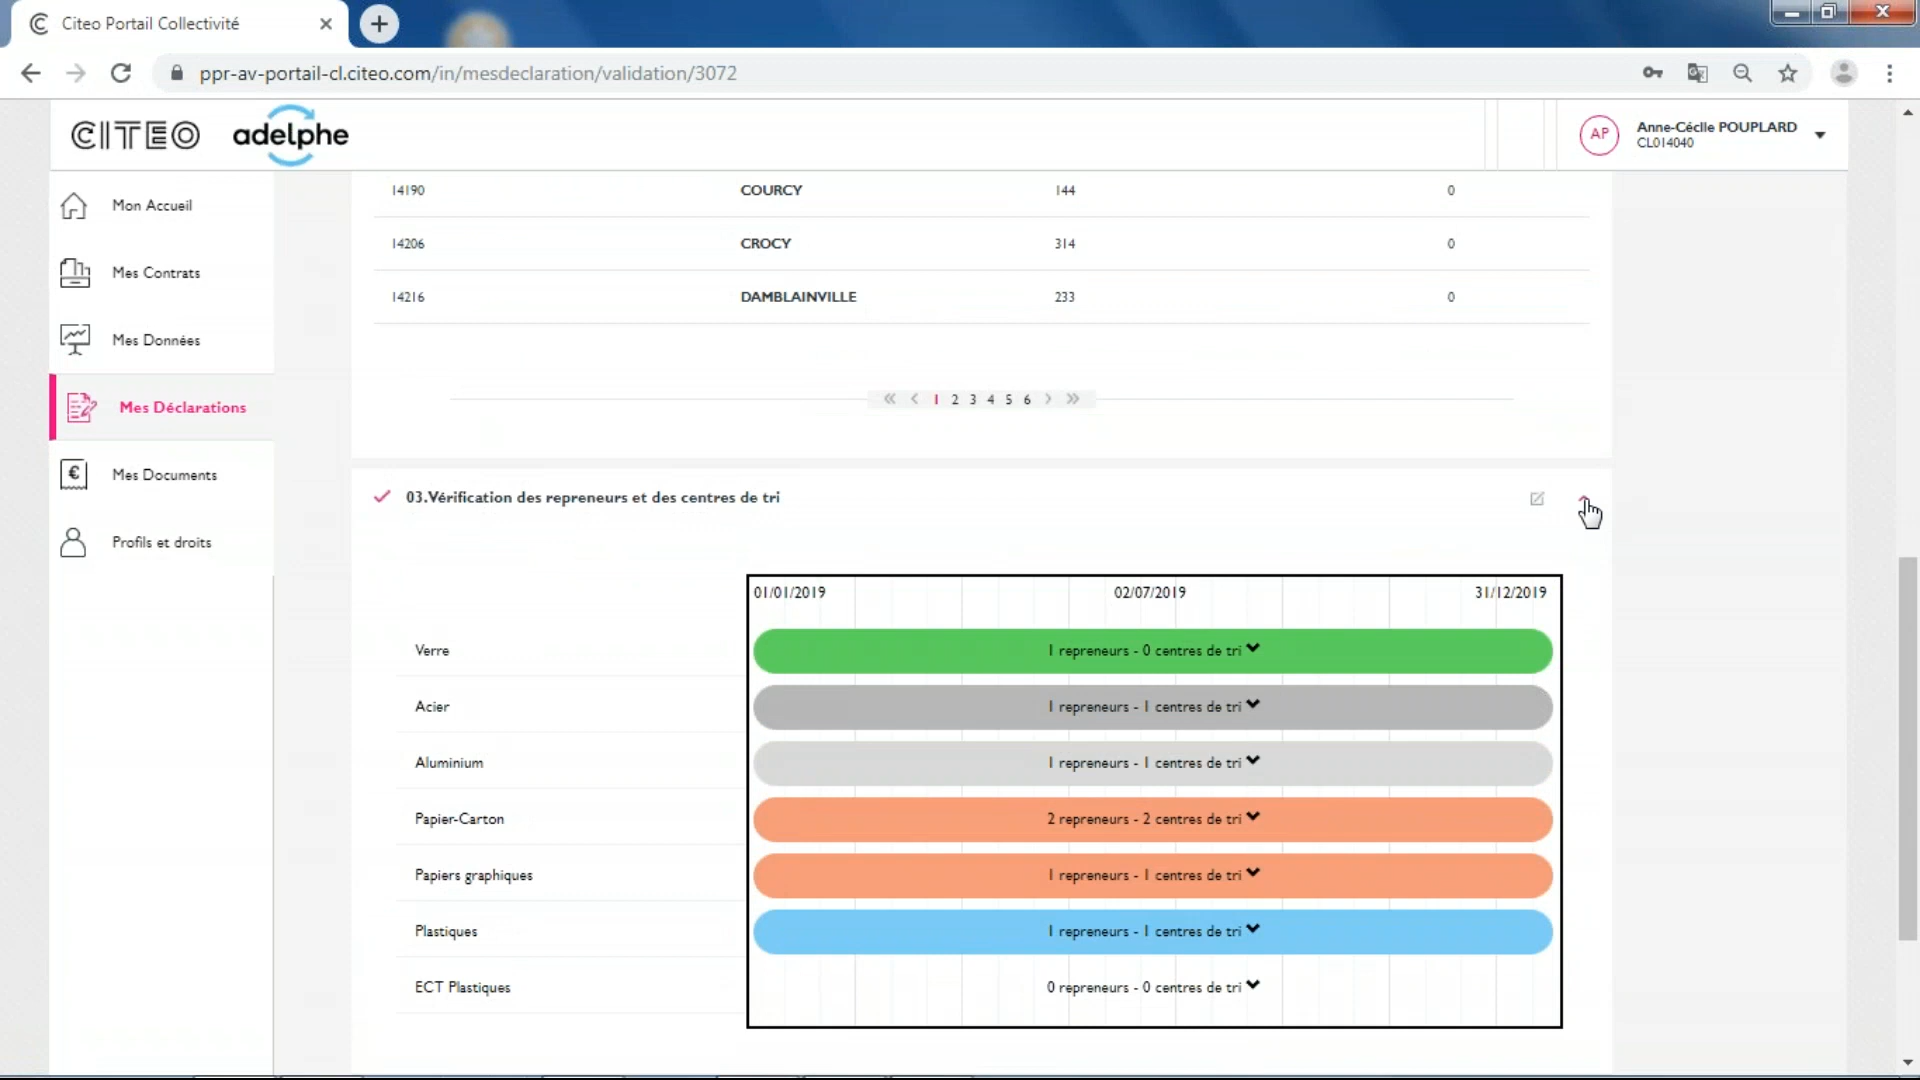 Citeo Portail Collectivité
ppr-av-portail-cl.citeo.com/in/mesdeclaration/validation/3072
CITEO adelphe
AP Anne-Cécile POUPLARD
CL014040
Mon Accueil
Mes Contrats
Mes Données
Mes Déclarations
Mes Documents
Profils et droits
14190 COURCY 144 0
14206 CROCY 314 0
14216 DAMBLAINVILLE 233 0
« < 1 2 3 4 5 6 > »
03.Vérification des repreneurs et des centres de tri
01/01/2019 02/07/2019 31/12/2019
Verre 1 repreneurs - 0 centres de tri
Acier 1 repreneurs - 1 centres de tri
Aluminium 1 repreneurs - 1 centres de tri
Papier-Carton 2 repreneurs - 2 centres de tri
Papiers graphiques 1 repreneurs - 1 centres de tri
Plastiques 1 repreneurs - 1 centres de tri
ECT Plastiques 0 repreneurs - 0 centres de tri